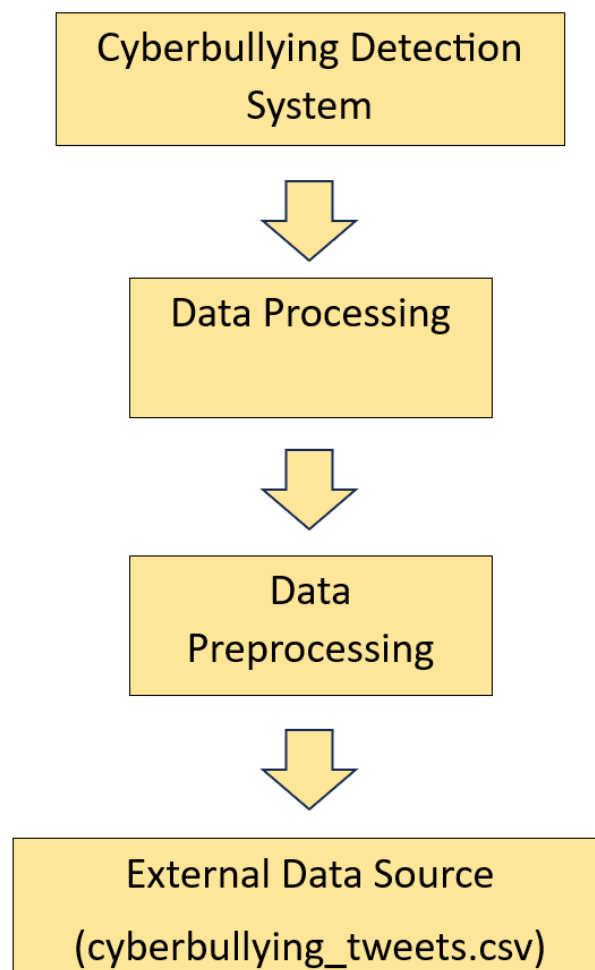 Cyberbullying Detection
System
Data Processing
Data
Preprocessing
External Data Source
(cyberbullying_tweets.csv)